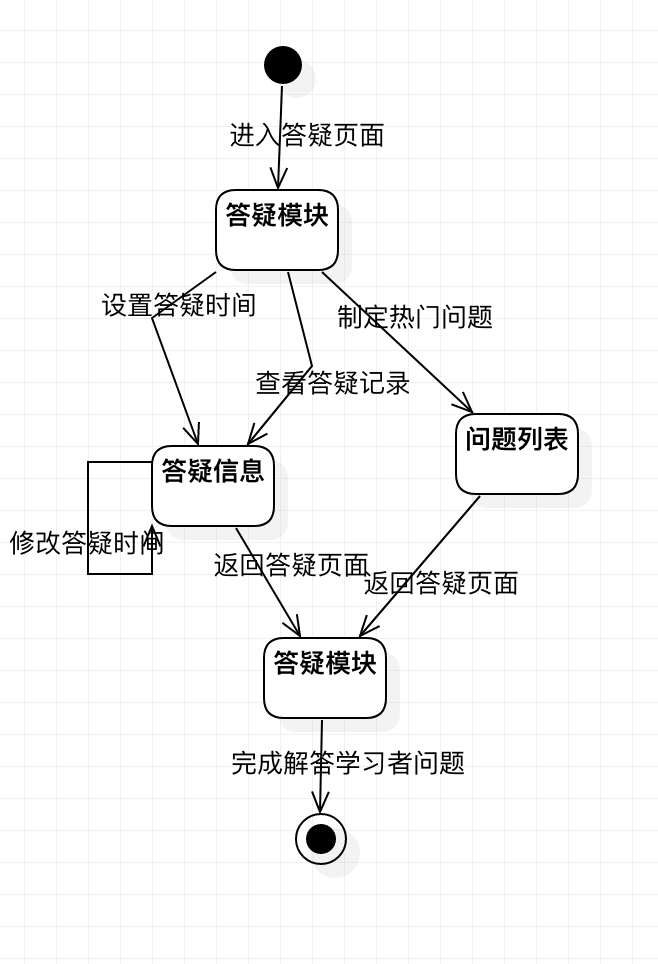 进入答疑页面
答疑模块
设置答疑时间
制定热门问题
查看答疑记录
问题列表
答疑信息
修改答疑时间
返回答疑页面
返回答疑页面
答疑模块
完成解答学习者问题